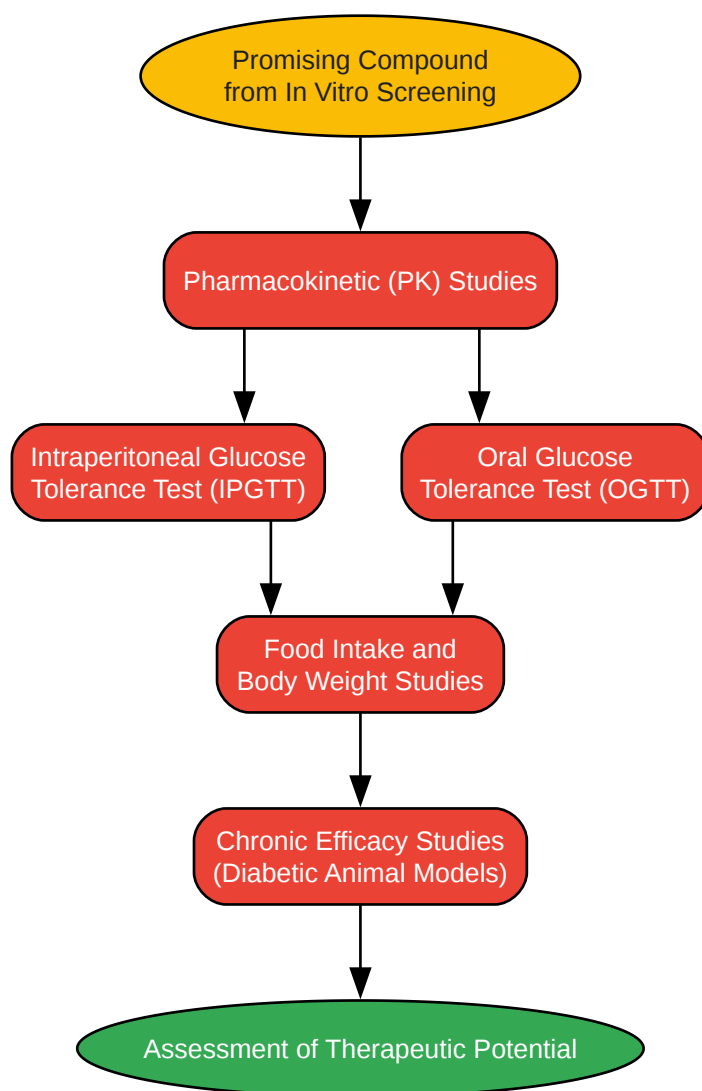 Promising Compound
from In Vitro Screening
Pharmacokinetic (PK) Studies
Intraperitoneal Glucose
Tolerance Test (IPGTT)
Oral Glucose
Tolerance Test (OGTT)
Food Intake and
Body Weight Studies
Chronic Efficacy Studies
(Diabetic Animal Models)
Assessment of Therapeutic Potential